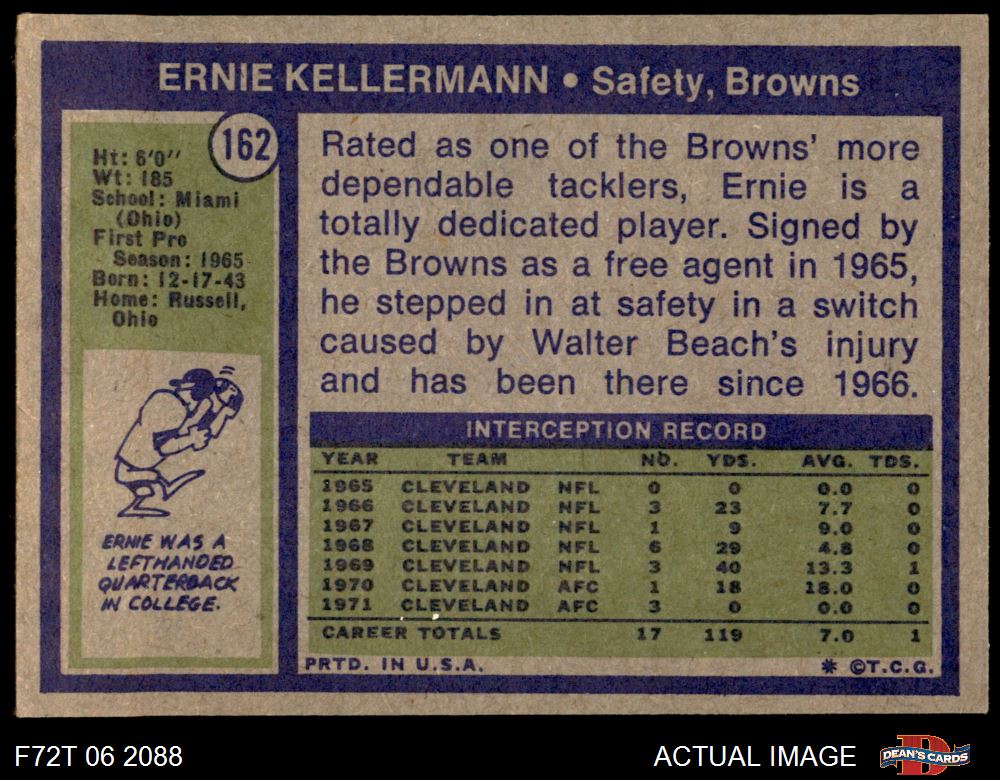 ERNIE KELLERMANN • Safety, Browns
162
Ht: 6'0"
Wt: 185
School: Miami
(Ohio)
First Pro
Season: 1965
Born: 12-17-43
Home: Russell,
Ohio
ERNIE WAS A
LEFTHANDED
QUARTERBACK
IN COLLEGE.
Rated as one of the Browns' more
dependable tacklers, Ernie is a
totally dedicated player. Signed by
the Browns as a free agent in 1965,
he stepped in at safety in a switch
caused by Walter Beach's injury
and has been there since 1966.
INTERCEPTION RECORD
YEAR TEAM NO. YDS. AVG. TDS.
1965 CLEVELAND NFL 0 0 0.0 0
1966 CLEVELAND NFL 3 23 7.7 0
1967 CLEVELAND NFL 1 9 9.0 0
1968 CLEVELAND NFL 6 29 4.8 0
1969 CLEVELAND NFL 3 40 13.3 1
1970 CLEVELAND AFC 1 18 18.0 0
1971 CLEVELAND AFC 3 0 0.0 0
CAREER TOTALS 17 119 7.0 1
PRTD. IN U.S.A. * ©T.C.G.
F72T 06 2088 ACTUAL IMAGE DEAN'S CARDS